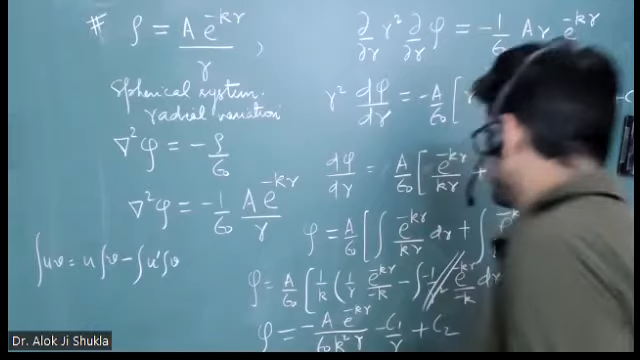 # ρ = A e^{-kr} / r ,
Spherical system
radial variation
∇²φ = - ρ/ε₀
∇²φ = -1/ε₀ A e^{-kr}/r
∫uv = u∫v - ∫u'∫v
∂/∂r r² ∂/∂r φ = -1/ε₀ A r e^{-kr}
r² dφ/dr = -A/ε₀ [
dφ/dr = A/ε₀ [ e^{-kr}/kr +
φ = A/ε₀ [ ∫ e^{-kr}/kr dr + ∫ e^{-k
φ = A/ε₀ [ 1/k ( 1/r e^{-kr}/-k - ∫ -1/ e^{-kr}/-k dr
φ = -A e^{-kr}/ε₀k² r - C₁/r + C₂
Dr. Alok Ji Shukla